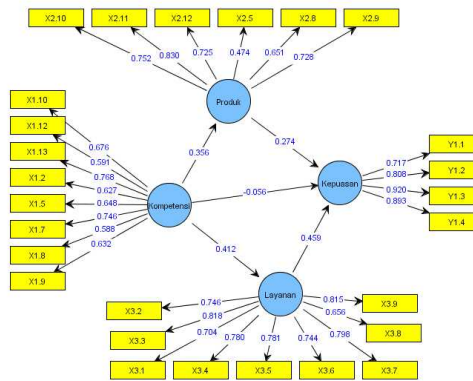 X2.10
X2.11
X2.12
X2.5
X2.8
X2.9
0.752
0.830
0.725
0.474
0.651
0.728
Produk
X1.10
X1.12
X1.13
X1.2
X1.5
X1.7
X1.8
X1.9
0.676
0.591
0.768
0.627
0.648
0.746
0.588
0.632
Kompetensi
0.356
0.274
-0.056
0.412
0.459
Kepuasan
0.717
0.808
0.920
0.893
Y1.1
Y1.2
Y1.3
Y1.4
Layanan
0.746
0.818
0.704
0.780
0.781
0.744
0.798
0.656
0.815
X3.2
X3.3
X3.1
X3.4
X3.5
X3.6
X3.7
X3.8
X3.9